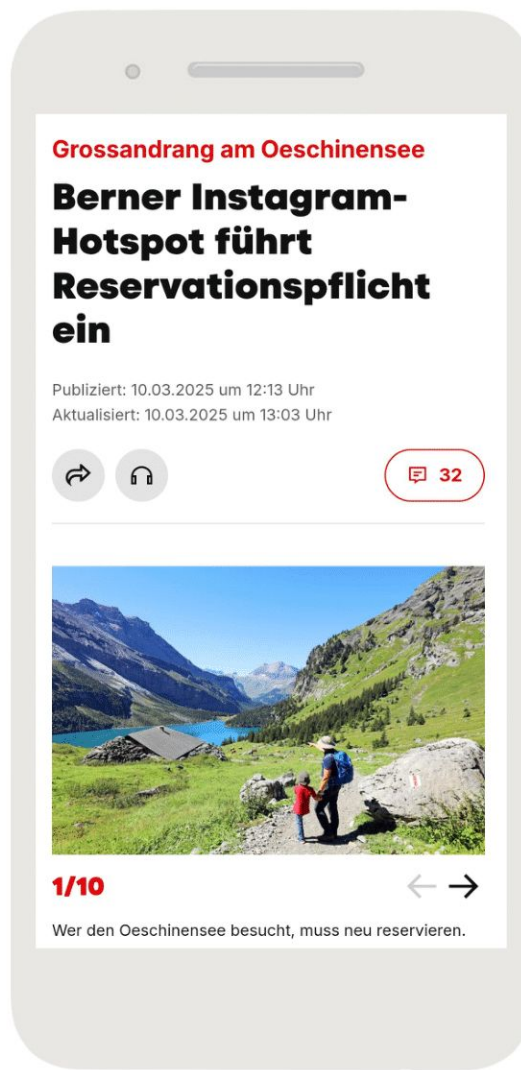 Grossandrang am Oeschinensee
Berner Instagram-
Hotspot führt
Reservationspflicht
ein
Publiziert: 10.03.2025 um 12:13 Uhr
Aktualisiert: 10.03.2025 um 13:03 Uhr
32
1/10
Wer den Oeschinensee besucht, muss neu reservieren.